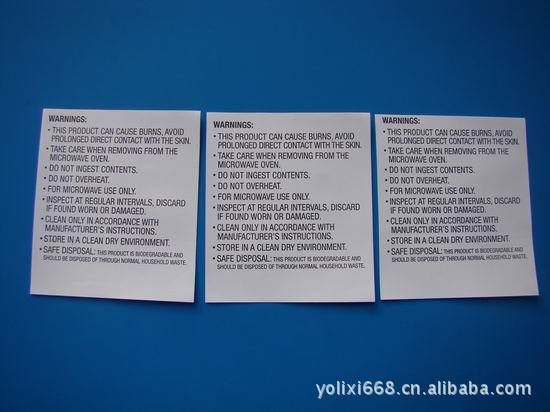 WARNINGS:
• THIS PRODUCT CAN CAUSE BURNS, AVOID
PROLONGED DIRECT CONTACT WITH THE SKIN.
• TAKE CARE WHEN REMOVING FROM THE
MICROWAVE OVEN.
• DO NOT INGEST CONTENTS.
• DO NOT OVERHEAT.
• FOR MICROWAVE USE ONLY.
• INSPECT AT REGULAR INTERVALS, DISCARD
IF FOUND WORN OR DAMAGED.
• CLEAN ONLY IN ACCORDANCE WITH
MANUFACTURER'S INSTRUCTIONS.
• STORE IN A CLEAN DRY ENVIRONMENT.
• SAFE DISPOSAL: THIS PRODUCT IS BIODEGRADABLE AND
SHOULD BE DISPOSED OF THROUGH NORMAL HOUSEHOLD WASTE.
WARNINGS:
• THIS PRODUCT CAN CAUSE BURNS, AVOID
PROLONGED DIRECT CONTACT WITH THE SKIN.
• TAKE CARE WHEN REMOVING FROM THE
MICROWAVE OVEN.
• DO NOT INGEST CONTENTS.
• DO NOT OVERHEAT.
• FOR MICROWAVE USE ONLY.
• INSPECT AT REGULAR INTERVALS, DISCARD
IF FOUND WORN OR DAMAGED.
• CLEAN ONLY IN ACCORDANCE WITH
MANUFACTURER'S INSTRUCTIONS.
• STORE IN A CLEAN DRY ENVIRONMENT.
• SAFE DISPOSAL: THIS PRODUCT IS BIODEGRADABLE AND
SHOULD BE DISPOSED OF THROUGH NORMAL HOUSEHOLD WASTE.
WARNINGS:
• THIS PRODUCT CAN CAUSE BURNS, AVOID
PROLONGED DIRECT CONTACT WITH THE SKIN.
• TAKE CARE WHEN REMOVING FROM THE
MICROWAVE OVEN.
• DO NOT INGEST CONTENTS.
• DO NOT OVERHEAT.
• FOR MICROWAVE USE ONLY.
• INSPECT AT REGULAR INTERVALS, DISCARD
IF FOUND WORN OR DAMAGED.
• CLEAN ONLY IN ACCORDANCE WITH
MANUFACTURER'S INSTRUCTIONS.
• STORE IN A CLEAN DRY ENVIRONMENT.
• SAFE DISPOSAL: THIS PRODUCT IS BIODEGRADABLE AND
SHOULD BE DISPOSED OF THROUGH NORMAL HOUSEHOLD WASTE.
yolixi668.cn.alibaba.com